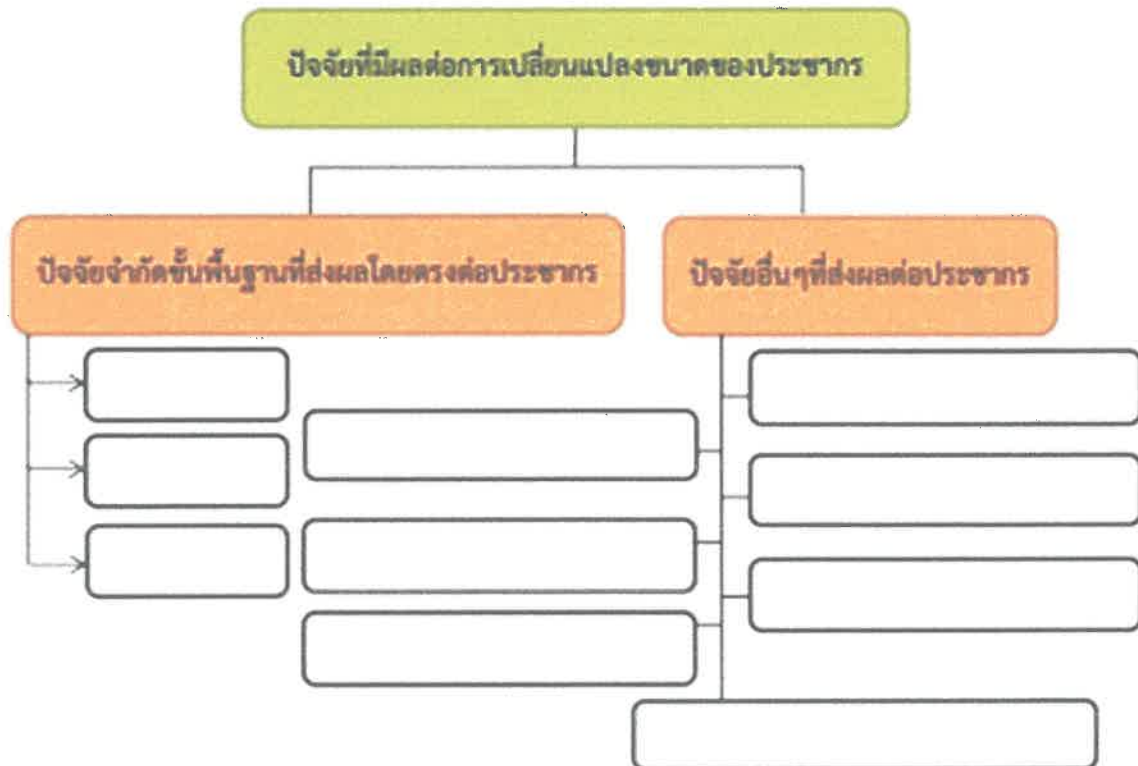 ปัจจัยที่มีผลต่อการเปลี่ยนแปลงขนาดของประชากร
ปัจจัยจำกัดขั้นพื้นฐานที่ส่งผลโดยตรงต่อประชากร
ปัจจัยอื่นๆที่ส่งผลต่อประชากร